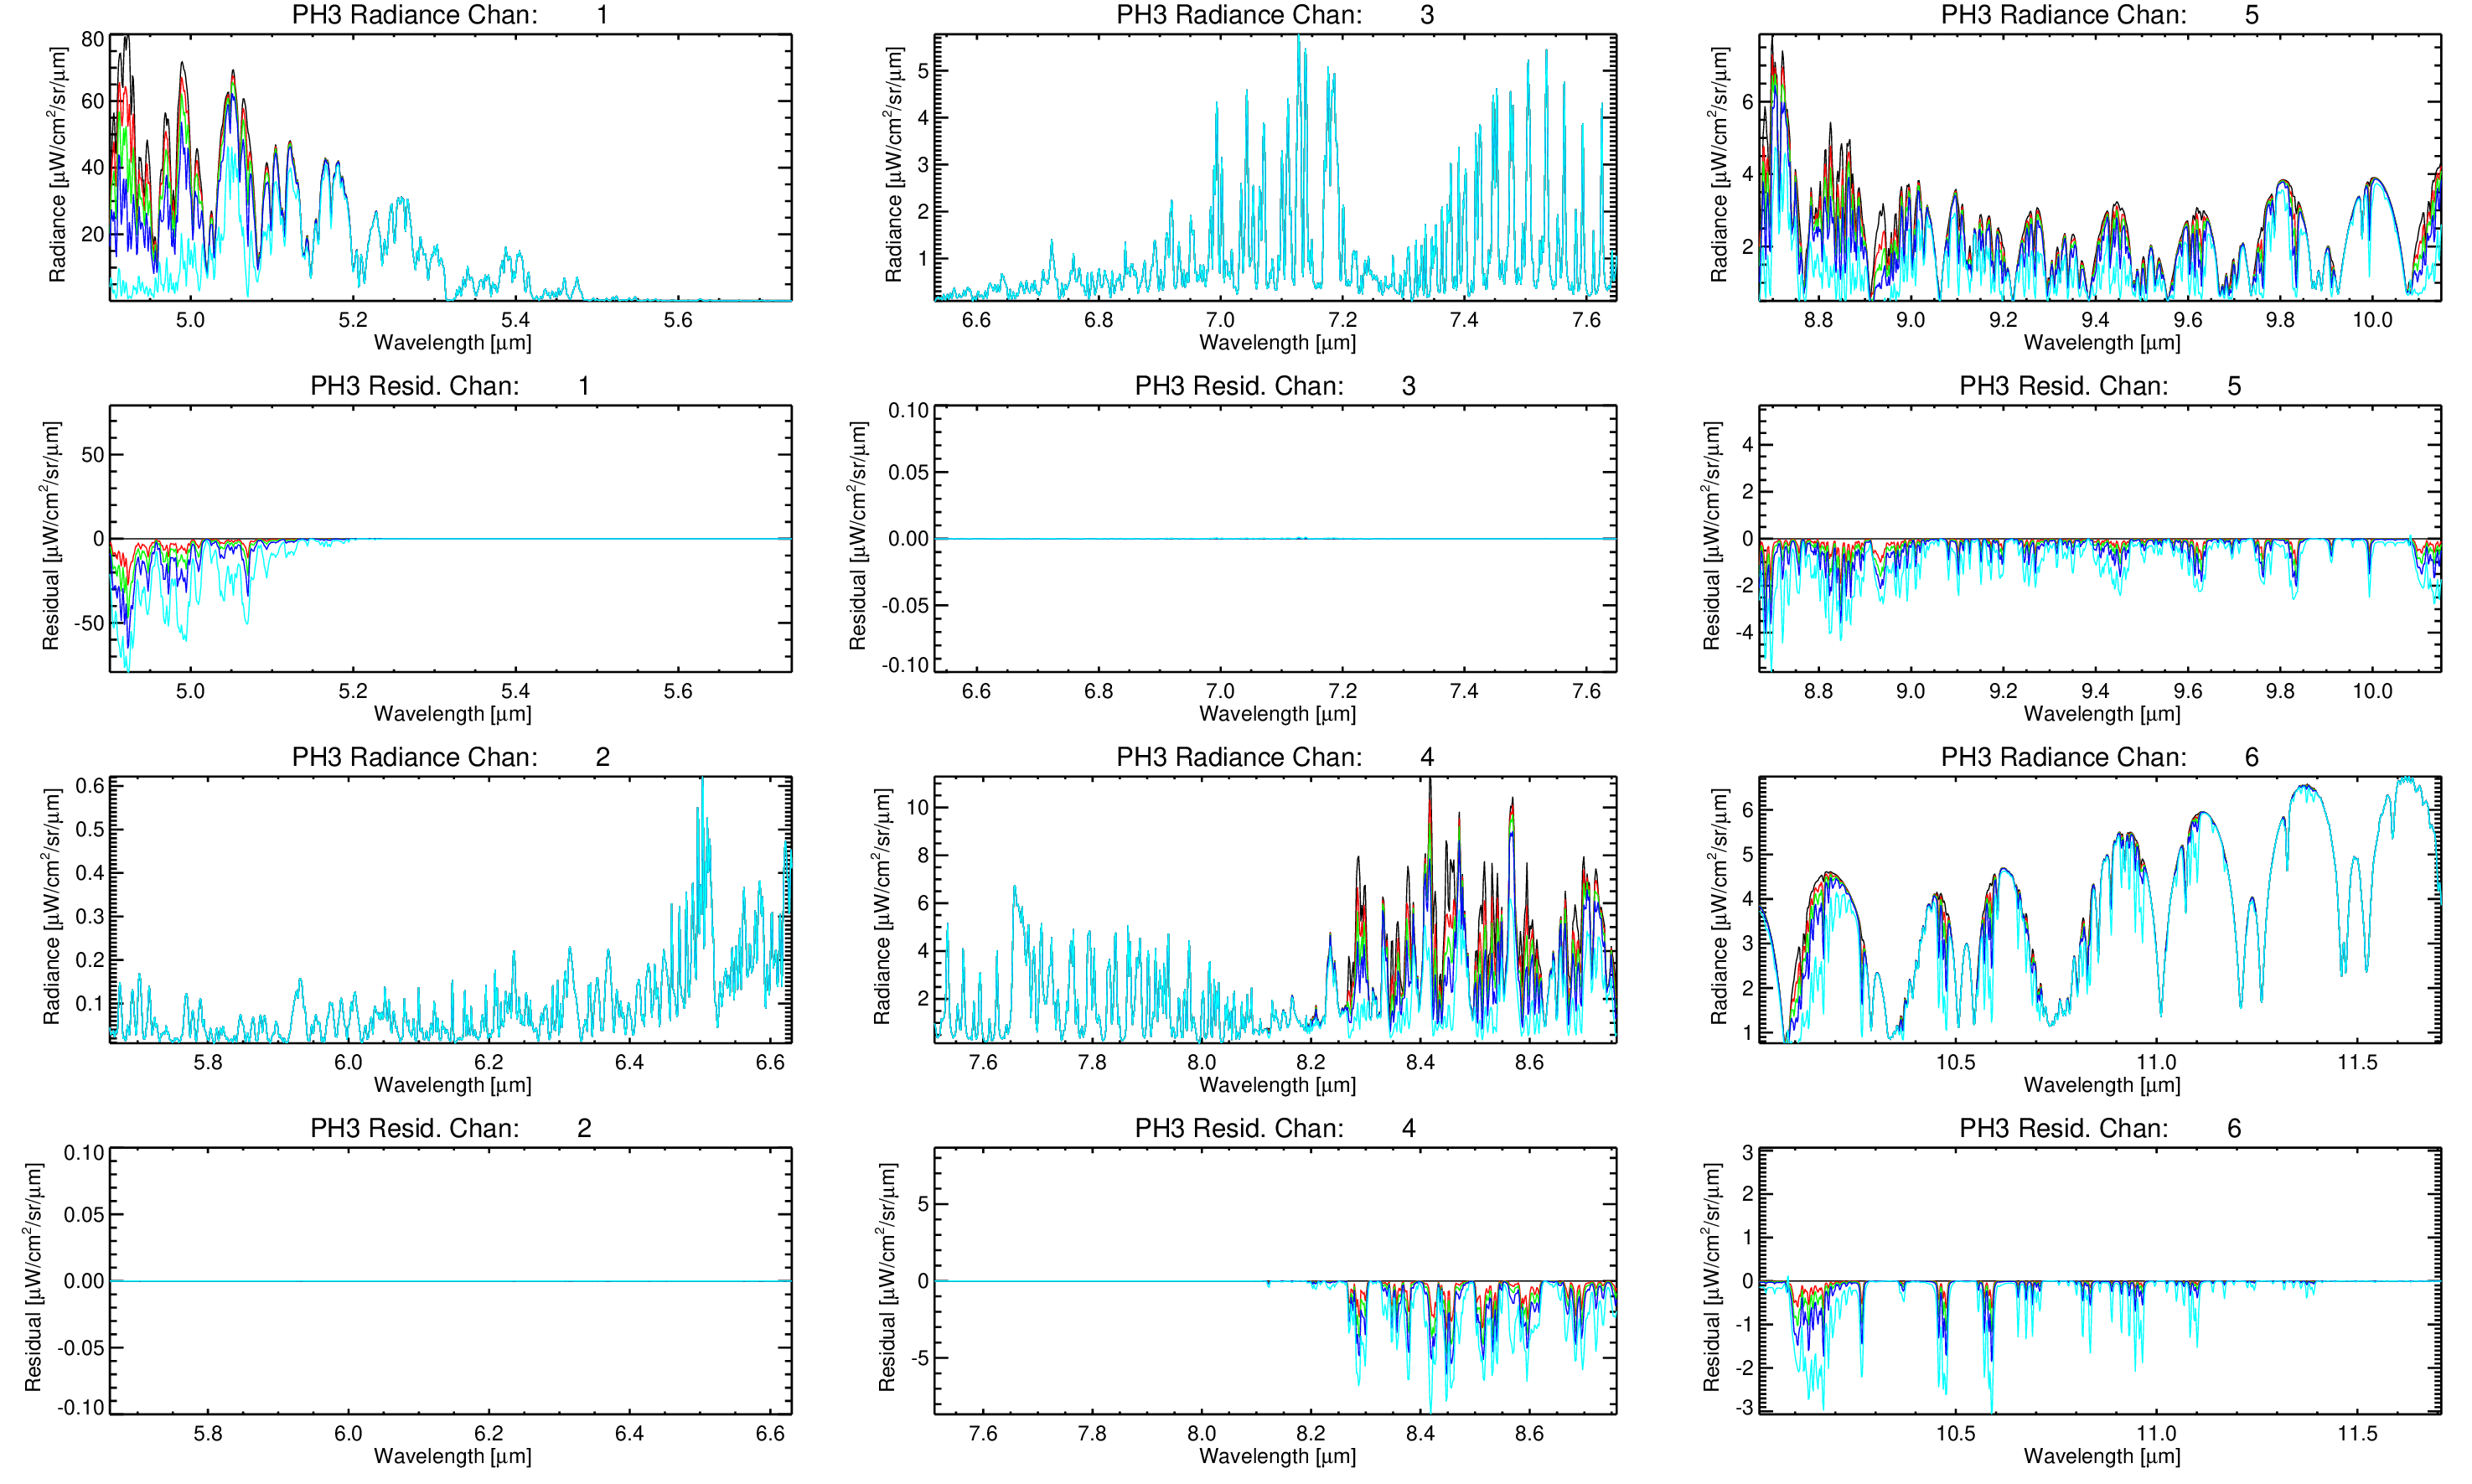 PH3 Radiance Chan: 1
Radiance [μW/cm²/sr/μm]
80
60
40
20
5.0 5.2 5.4 5.6
Wavelength [μm]
PH3 Radiance Chan: 3
Radiance [μW/cm²/sr/μm]
5
4
3
2
1
6.6 6.8 7.0 7.2 7.4 7.6
Wavelength [μm]
PH3 Radiance Chan: 5
Radiance [μW/cm²/sr/μm]
6
4
2
8.8 9.0 9.2 9.4 9.6 9.8 10.0
Wavelength [μm]
PH3 Resid. Chan: 1
Residual [μW/cm²/sr/μm]
50
0
-50
5.0 5.2 5.4 5.6
Wavelength [μm]
PH3 Resid. Chan: 3
Residual [μW/cm²/sr/μm]
0.10
0.05
0.00
-0.05
-0.10
6.6 6.8 7.0 7.2 7.4 7.6
Wavelength [μm]
PH3 Resid. Chan: 5
Residual [μW/cm²/sr/μm]
4
2
0
-2
-4
8.8 9.0 9.2 9.4 9.6 9.8 10.0
Wavelength [μm]
PH3 Radiance Chan: 2
Radiance [μW/cm²/sr/μm]
0.6
0.5
0.4
0.3
0.2
0.1
5.8 6.0 6.2 6.4 6.6
Wavelength [μm]
PH3 Radiance Chan: 4
Radiance [μW/cm²/sr/μm]
10
8
6
4
2
7.6 7.8 8.0 8.2 8.4 8.6
Wavelength [μm]
PH3 Radiance Chan: 6
Radiance [μW/cm²/sr/μm]
6
5
4
3
2
1
10.5 11.0 11.5
Wavelength [μm]
PH3 Resid. Chan: 2
Residual [μW/cm²/sr/μm]
0.10
0.05
0.00
-0.05
-0.10
5.8 6.0 6.2 6.4 6.6
Wavelength [μm]
PH3 Resid. Chan: 4
Residual [μW/cm²/sr/μm]
5
0
-5
7.6 7.8 8.0 8.2 8.4 8.6
Wavelength [μm]
PH3 Resid. Chan: 6
Residual [μW/cm²/sr/μm]
3
2
1
0
-1
-2
-3
10.5 11.0 11.5
Wavelength [μm]